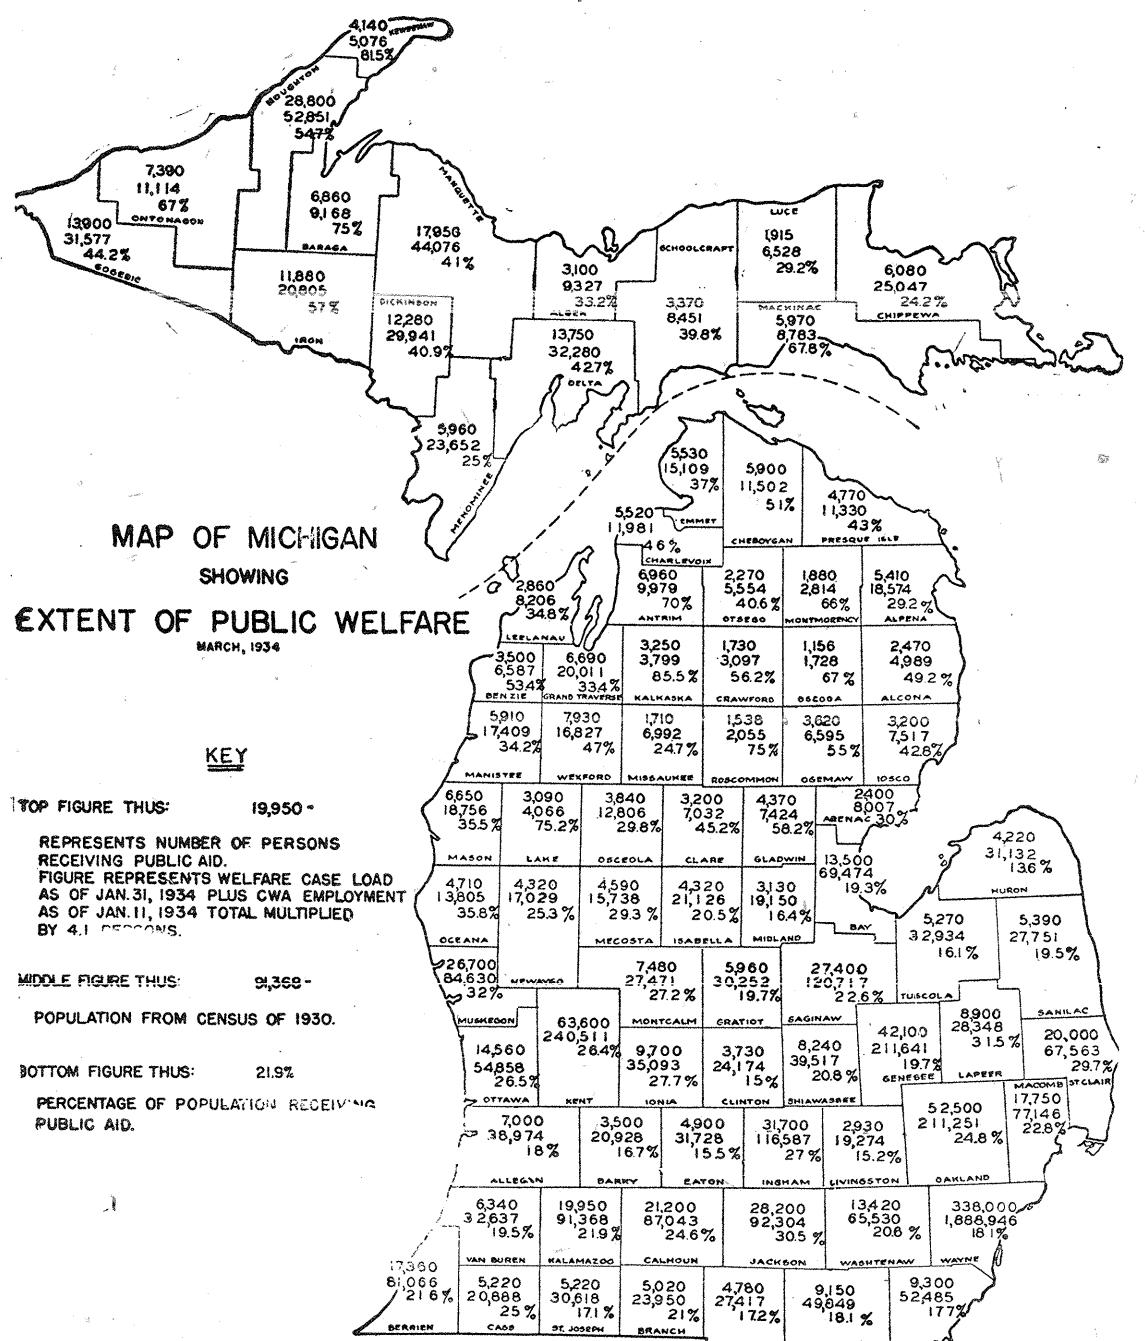 4,140
KEWEENAW
5,076
81.5%
HOUGHTON
28,800
52,851
54.7%
7,390
11,114
67%
ONTONAGON
6,860
9,168
75%
BARAGA
MARQUETTE
17,956
44,076
41%
13,900
31,577
44.2%
GOGEBIC
11,880
20,805
57%
IRON
DICKINSON
12,280
29,941
40.9%
3,100
9,327
33.2%
ALGER
SCHOOLCRAFT
3,370
8,451
39.8%
LUCE
1,915
6,528
29.2%
6,080
25,047
24.2%
CHIPPEWA
MACKINAC
5,970
8,783
67.8%
13,750
32,280
42.7%
DELTA
5,960
23,652
25%
MENOMINEE
5,530
15,109
37%
EMMET
5,900
11,502
51%
CHEBOYGAN
4,770
11,330
43%
PRESQUE ISLE
5,520
11,981
46%
CHARLEVOIX
MAP OF MICHIGAN
SHOWING
EXTENT OF PUBLIC WELFARE
MARCH, 1934
2,860
8,206
34.8%
LEELANAU
6,960
9,979
70%
ANTRIM
2,270
5,554
40.6%
OTSEGO
1,880
2,814
66%
MONTMORENCY
5,410
18,574
29.2%
ALPENA
3,500
6,587
53.4%
BENZIE
6,690
20,011
33.4%
GRAND TRAVERSE
3,250
3,799
85.5%
KALKASKA
1,730
3,097
56.2%
CRAWFORD
1,156
1,728
67%
OSCODA
2,470
4,989
49.2%
ALCONA
5,910
17,409
34.2%
MANISTEE
7,930
16,827
47%
WEXFORD
1,710
6,992
24.7%
MISSAUKEE
1,538
2,055
75%
ROSCOMMON
3,620
6,595
55%
OGEMAW
3,200
7,517
42.8%
IOSCO
KEY
TOP FIGURE THUS: 19,950-
REPRESENTS NUMBER OF PERSONS
RECEIVING PUBLIC AID.
FIGURE REPRESENTS WELFARE CASE LOAD
AS OF JAN. 31, 1934 PLUS CWA EMPLOYMENT
AS OF JAN. 11, 1934 TOTAL MULTIPLIED
BY 4.1 PERSONS.
MIDDLE FIGURE THUS: 91,368-
POPULATION FROM CENSUS OF 1930.
BOTTOM FIGURE THUS: 21.9%
PERCENTAGE OF POPULATION RECEIVING
PUBLIC AID.
6,650
18,756
35.5%
MASON
3,090
4,066
75.2%
LAKE
3,840
12,806
29.8%
OSCEOLA
3,200
7,032
45.2%
CLARE
4,370
7,424
58.2%
GLADWIN
2400
8,007
ARENAC 30%
4,710
13,805
35.8%
OCEANA
4,320
17,029
25.3%
NEWAYGO
4,590
15,738
29.3%
MECOSTA
4,320
21,126
20.5%
ISABELLA
3,130
19,150
16.4%
MIDLAND
13,500
69,474
19.3%
BAY
4,220
31,132
13.6%
HURON
5,270
32,934
16.1%
TUSCOLA
5,390
27,751
19.5%
SANILAC
26,700
84,630
32%
MUSKEGON
7,480
27,471
27.2%
MONTCALM
5,960
30,252
19.7%
GRATIOT
27,400
120,717
22.6%
SAGINAW
14,560
54,858
26.5%
OTTAWA
63,600
240,511
26.4%
KENT
9,700
35,093
27.7%
IONIA
3,730
24,174
15%
CLINTON
8,240
39,517
20.8%
SHIAWASSEE
42,100
211,641
19.7%
GENESEE
8,900
28,348
31.5%
LAPEER
20,000
67,563
29.7%
ST CLAIR
7,000
38,974
18%
ALLEGAN
3,500
20,928
16.7%
BARRY
4,900
31,728
15.5%
EATON
31,700
116,587
27%
INGHAM
2,930
19,274
15.2%
LIVINGSTON
52,500
211,251
24.8%
OAKLAND
MACOMB
17,750
77,146
22.8%
6,340
32,637
19.5%
VAN BUREN
19,950
91,368
21.9%
KALAMAZOO
21,200
87,043
24.6%
CALHOUN
28,200
92,304
30.5%
JACKSON
13,420
65,530
20.6%
WASHTENAW
338,000
1,888,946
18.1%
WAYNE
17,360
81,066
21.6%
BERRIEN
5,220
20,888
25%
CASS
5,220
30,618
17.1%
ST. JOSEPH
5,020
23,950
21%
BRANCH
4,780
27,417
17.2%
9,150
49,849
18.1%
9,300
52,485
17.7%